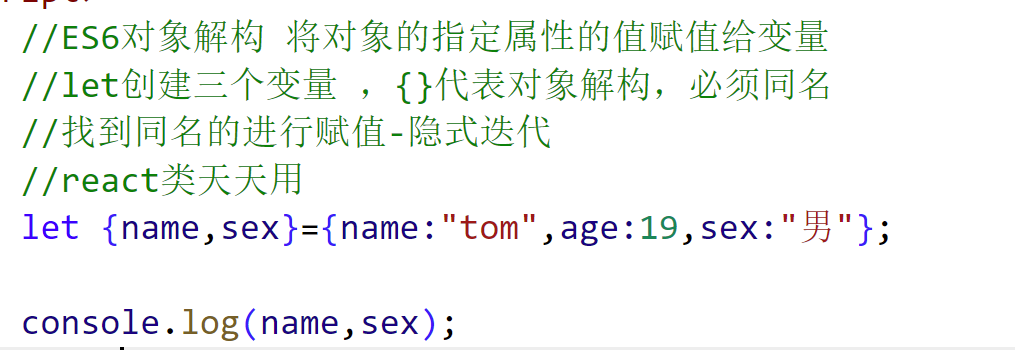 //ES6对象解构 将对象的指定属性的值赋值给变量
//let创建三个变量 ，{}代表对象解构，必须同名
//找到同名的进行赋值-隐式迭代
//react类天天用
let {name,sex}={name:"tom",age:19,sex:"男"};
console.log(name,sex);